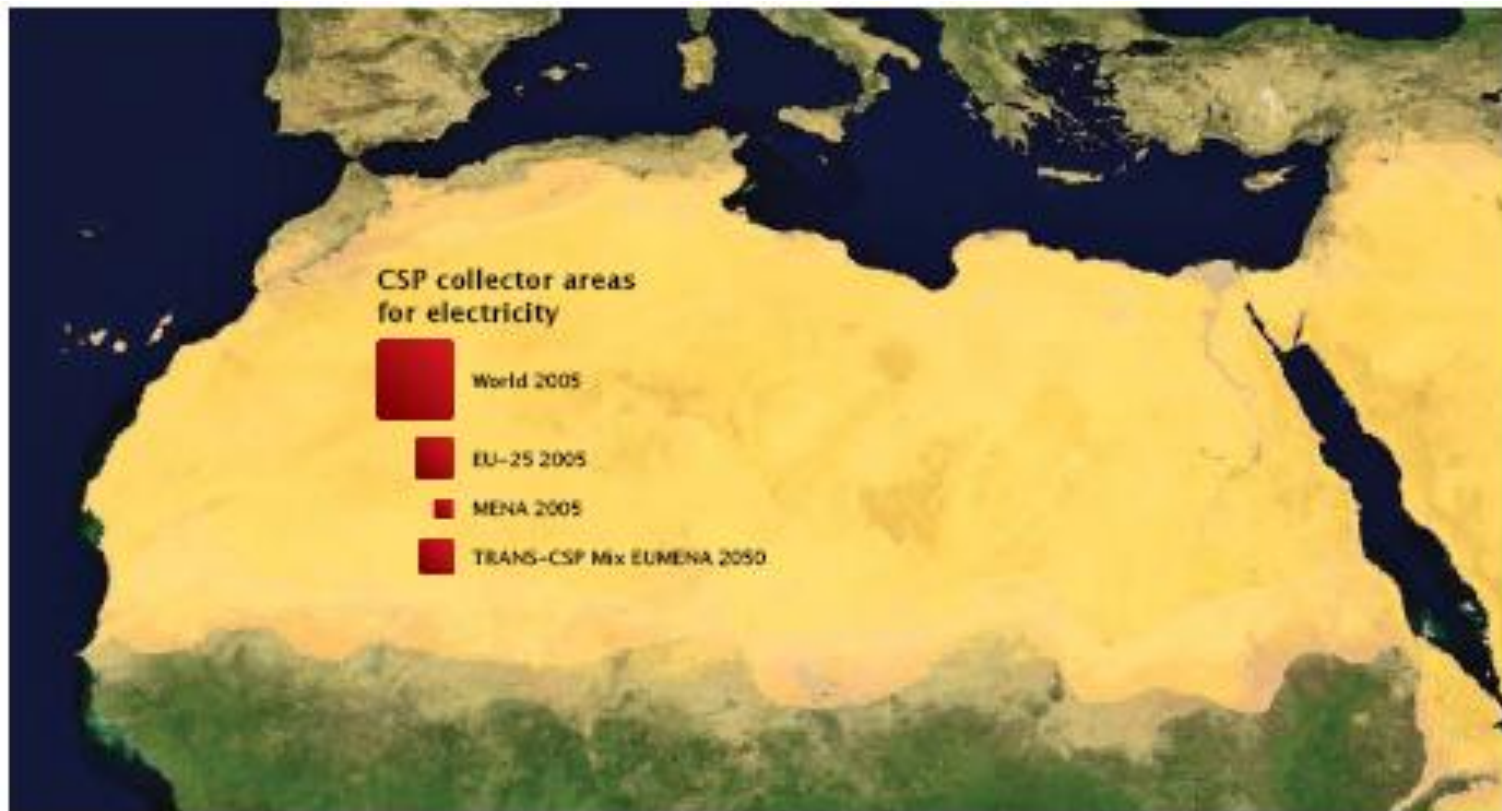 CSP collector areas
for electricity
World 2005
EU-25 2005
MENA 2005
TRANS-CSP Mix EUMENA 2050